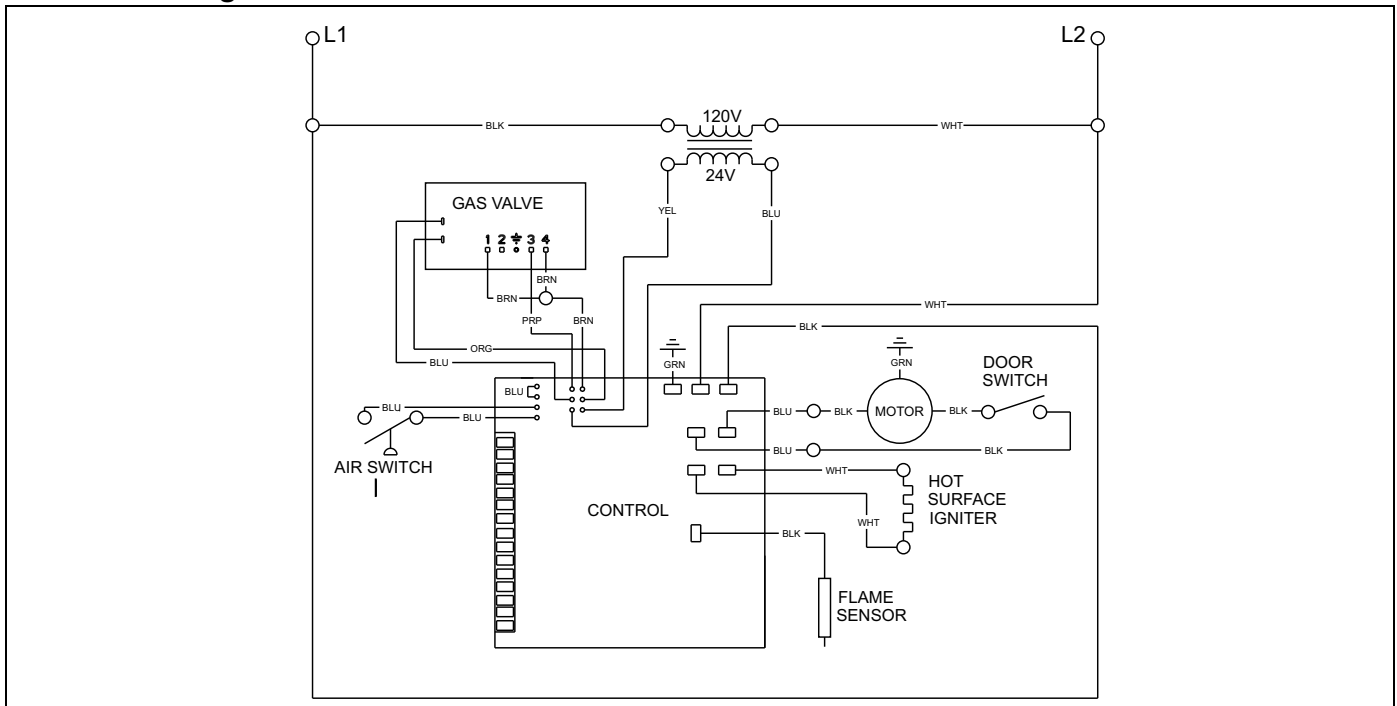 g
L1
L2
120V
BLK
WHT
24V
GAS VALVE
YEL
BLU
1 2 3 4
BRN
BRN
WHT
PRP
BRN
BLK
ORG
BLU
GRN
GRN
DOOR
SWITCH
BLU
BLU
BLU
BLU
BLK
MOTOR
BLK
BLU
BLK
AIR SWITCH
WHT
HOT
SURFACE
IGNITER
CONTROL
WHT
BLK
FLAME
SENSOR